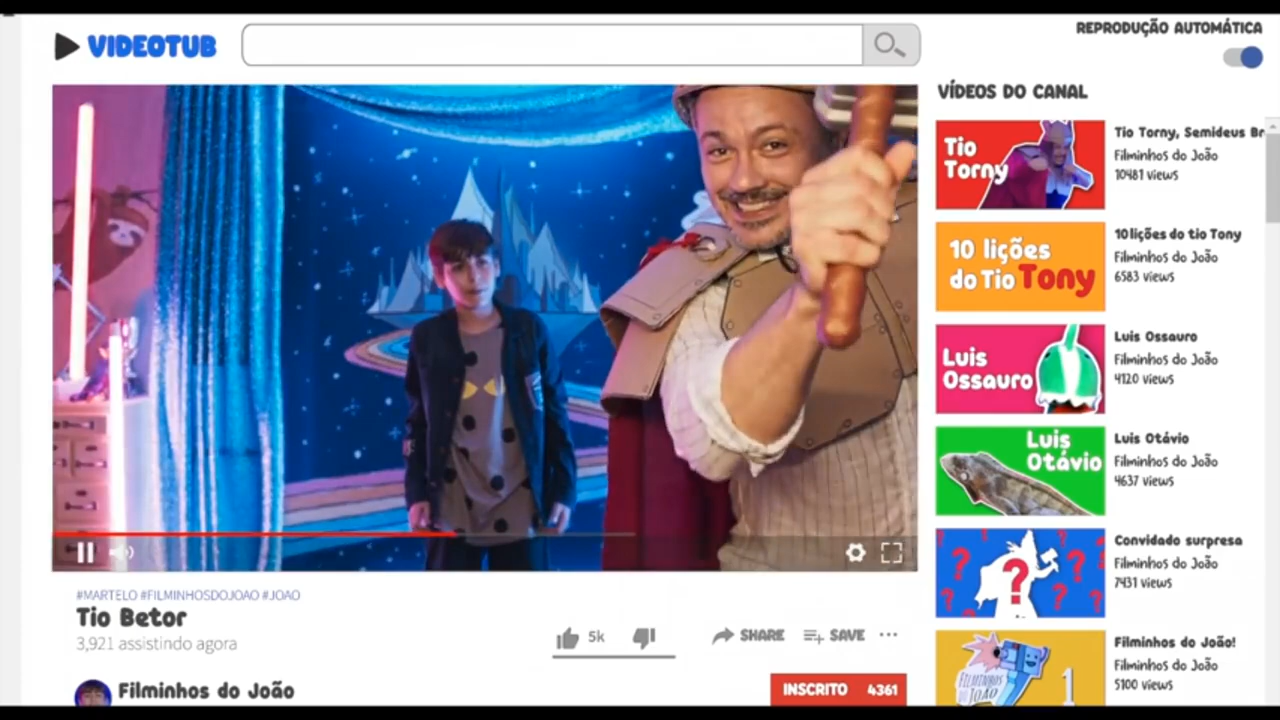 VIDEOTUB
REPRODUÇÃO AUTOMÁTICA
VÍDEOS DO CANAL
Tio
Torny
Tio Torny, Semideus Br
Filminhos do João
10481 views
10 lições
do Tio Tony
10 lições do tio Tony
Filminhos do João
6583 views
Luis
Ossauro
Luis Ossauro
Filminhos do João
4120 views
Luis
Otávio
Luis Otávio
Filminhos do João
4637 views
?
Convidado surpresa
Filminhos do João
7431 views
FILMINHOS
DO JOÃO
1
Filminhos do João!
Filminhos do João
5100 views
#MARTELO #FILMINHOSDOJOAO #JOAO
Tio Betor
3,921 assistindo agora
5k
SHARE
SAVE
Filminhos do João
INSCRITO 4361